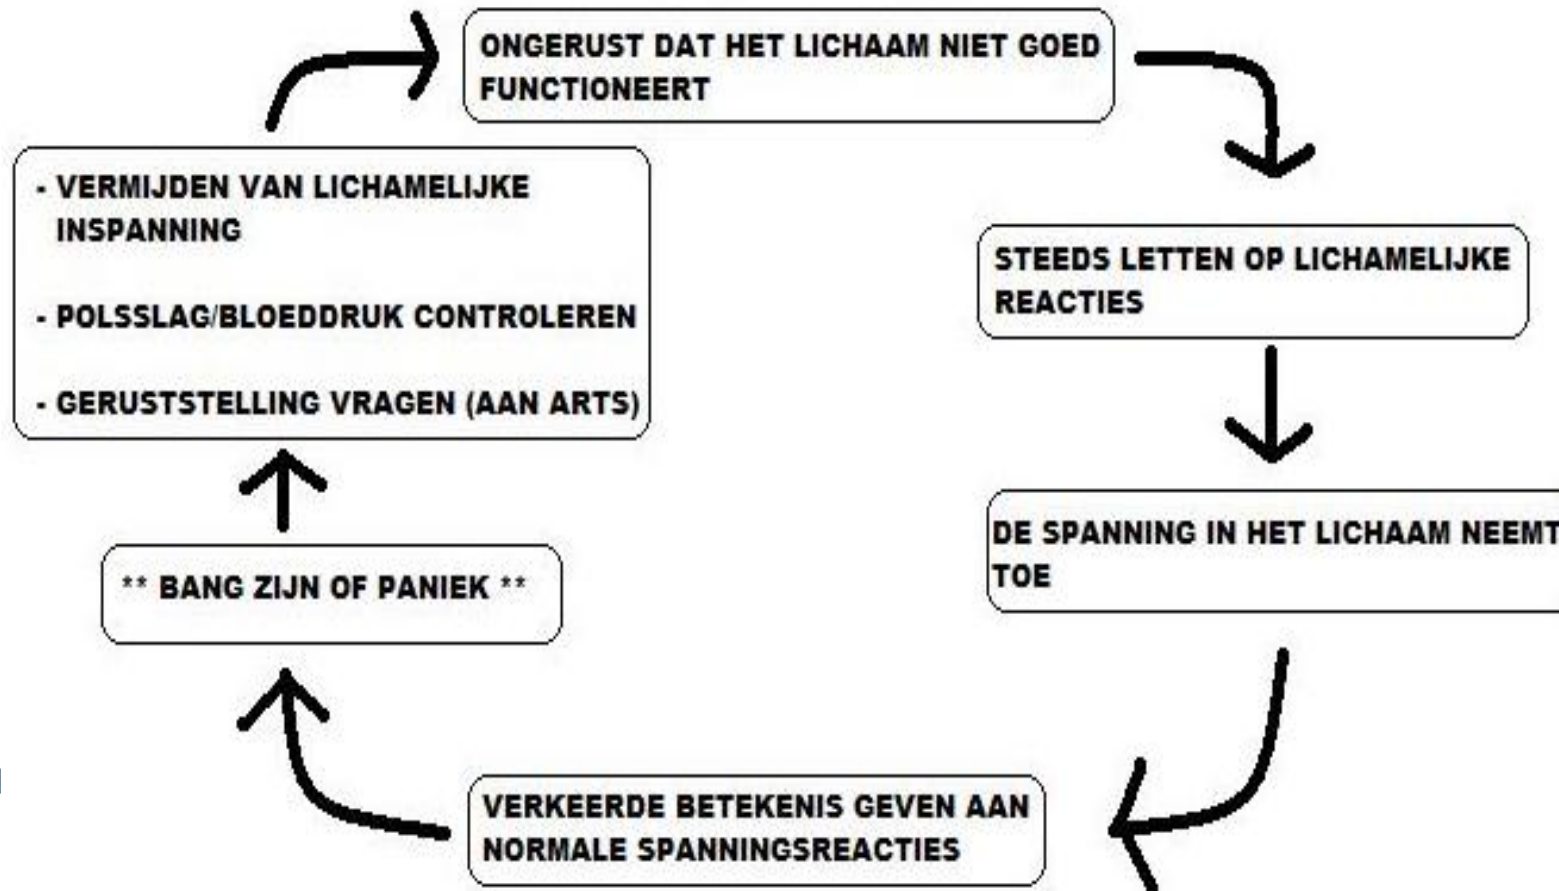 ONGERUST DAT HET LICHAAM NIET GOED
FUNCTIONEERT
STEEDS LETTEN OP LICHAMELIJKE
REACTIES
DE SPANNING IN HET LICHAAM NEEMT
TOE
VERKEERDE BETEKENIS GEVEN AAN
NORMALE SPANNINGSREACTIES
** BANG ZIJN OF PANIEK **
- VERMIJDEN VAN LICHAMELIJKE
INSPANNING
- POLSSLAG/BLOEDDRUK CONTROLEREN
- GERUSTSTELLING VRAGEN (AAN ARTS)